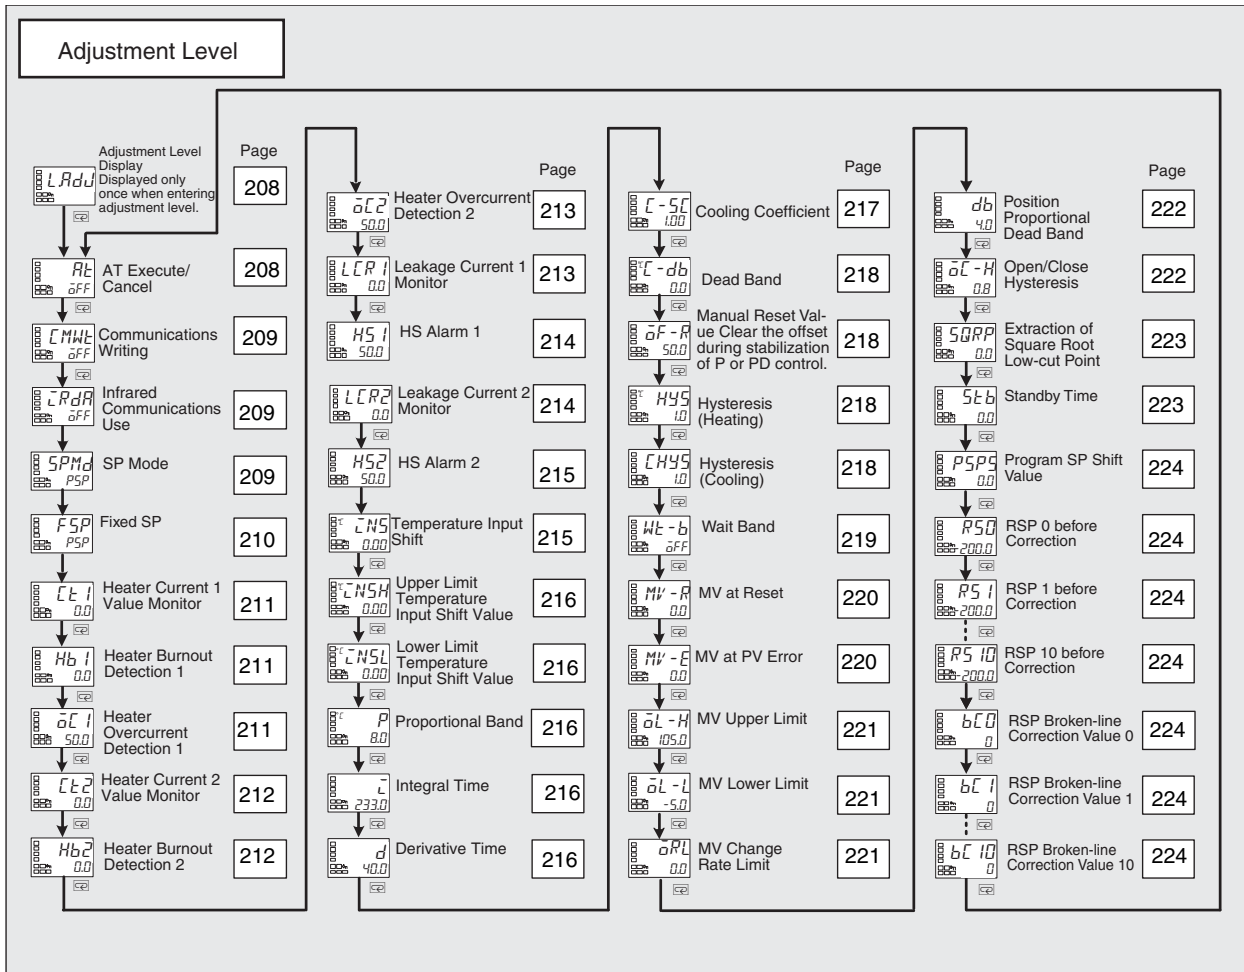 Adjustment Level
Adjustment Level
Display
Displayed only
once when entering
adjustment level.
Page
L.AdJ
208
At
oFF
AT Execute/
Cancel
208
CMWt
oFF
Communications
Writing
209
iRdA
oFF
Infrared
Communications
Use
209
SPMd
PSP
SP Mode
209
FSP
PSP
Fixed SP
210
Ct1
0.0
Heater Current 1
Value Monitor
211
Hb1
0.0
Heater Burnout
Detection 1
211
oC1
50.0
Heater
Overcurrent
Detection 1
211
Ct2
0.0
Heater Current 2
Value Monitor
212
Hb2
0.0
Heater Burnout
Detection 2
212
Page
oC2
50.0
Heater Overcurrent
Detection 2
213
LCR1
0.0
Leakage Current 1
Monitor
213
HS1
50.0
HS Alarm 1
214
LCR2
0.0
Leakage Current 2
Monitor
214
HS2
50.0
HS Alarm 2
215
°C
iNS
0.00
Temperature Input
Shift
215
°C
iNSH
0.00
Upper Limit
Temperature
Input Shift Value
216
°C
iNSL
0.00
Lower Limit
Temperature
Input Shift Value
216
°C
P
8.0
Proportional Band
216
i
233.0
Integral Time
216
d
40.0
Derivative Time
216
Page
C-SC
1.00
Cooling Coefficient
217
°C
C-db
0.0
Dead Band
218
oF-R
50.0
Manual Reset Val-
ue Clear the offset
during stabilization
of P or PD control.
218
°C
HYS
1.0
Hysteresis
(Heating)
218
CHYS
1.0
Hysteresis
(Cooling)
218
Wt-b
oFF
Wait Band
219
MV-R
0.0
MV at Reset
220
MV-E
0.0
MV at PV Error
220
oL-H
105.0
MV Upper Limit
221
oL-L
-5.0
MV Lower Limit
221
oRL
0.0
MV Change
Rate Limit
221
Page
db
4.0
Position
Proportional
Dead Band
222
oC-H
0.8
Open/Close
Hysteresis
222
SQRP
0.0
Extraction of
Square Root
Low-cut Point
223
Stb
0.0
Standby Time
223
PSPS
0.0
Program SP Shift
Value
224
RS0
-200.0
RSP 0 before
Correction
224
RS1
-200.0
RSP 1 before
Correction
224
RS10
-200.0
RSP 10 before
Correction
224
bC0
0
RSP Broken-line
Correction Value 0
224
bC1
0
RSP Broken-line
Correction Value 1
224
bC10
0
RSP Broken-line
Correction Value 10
224